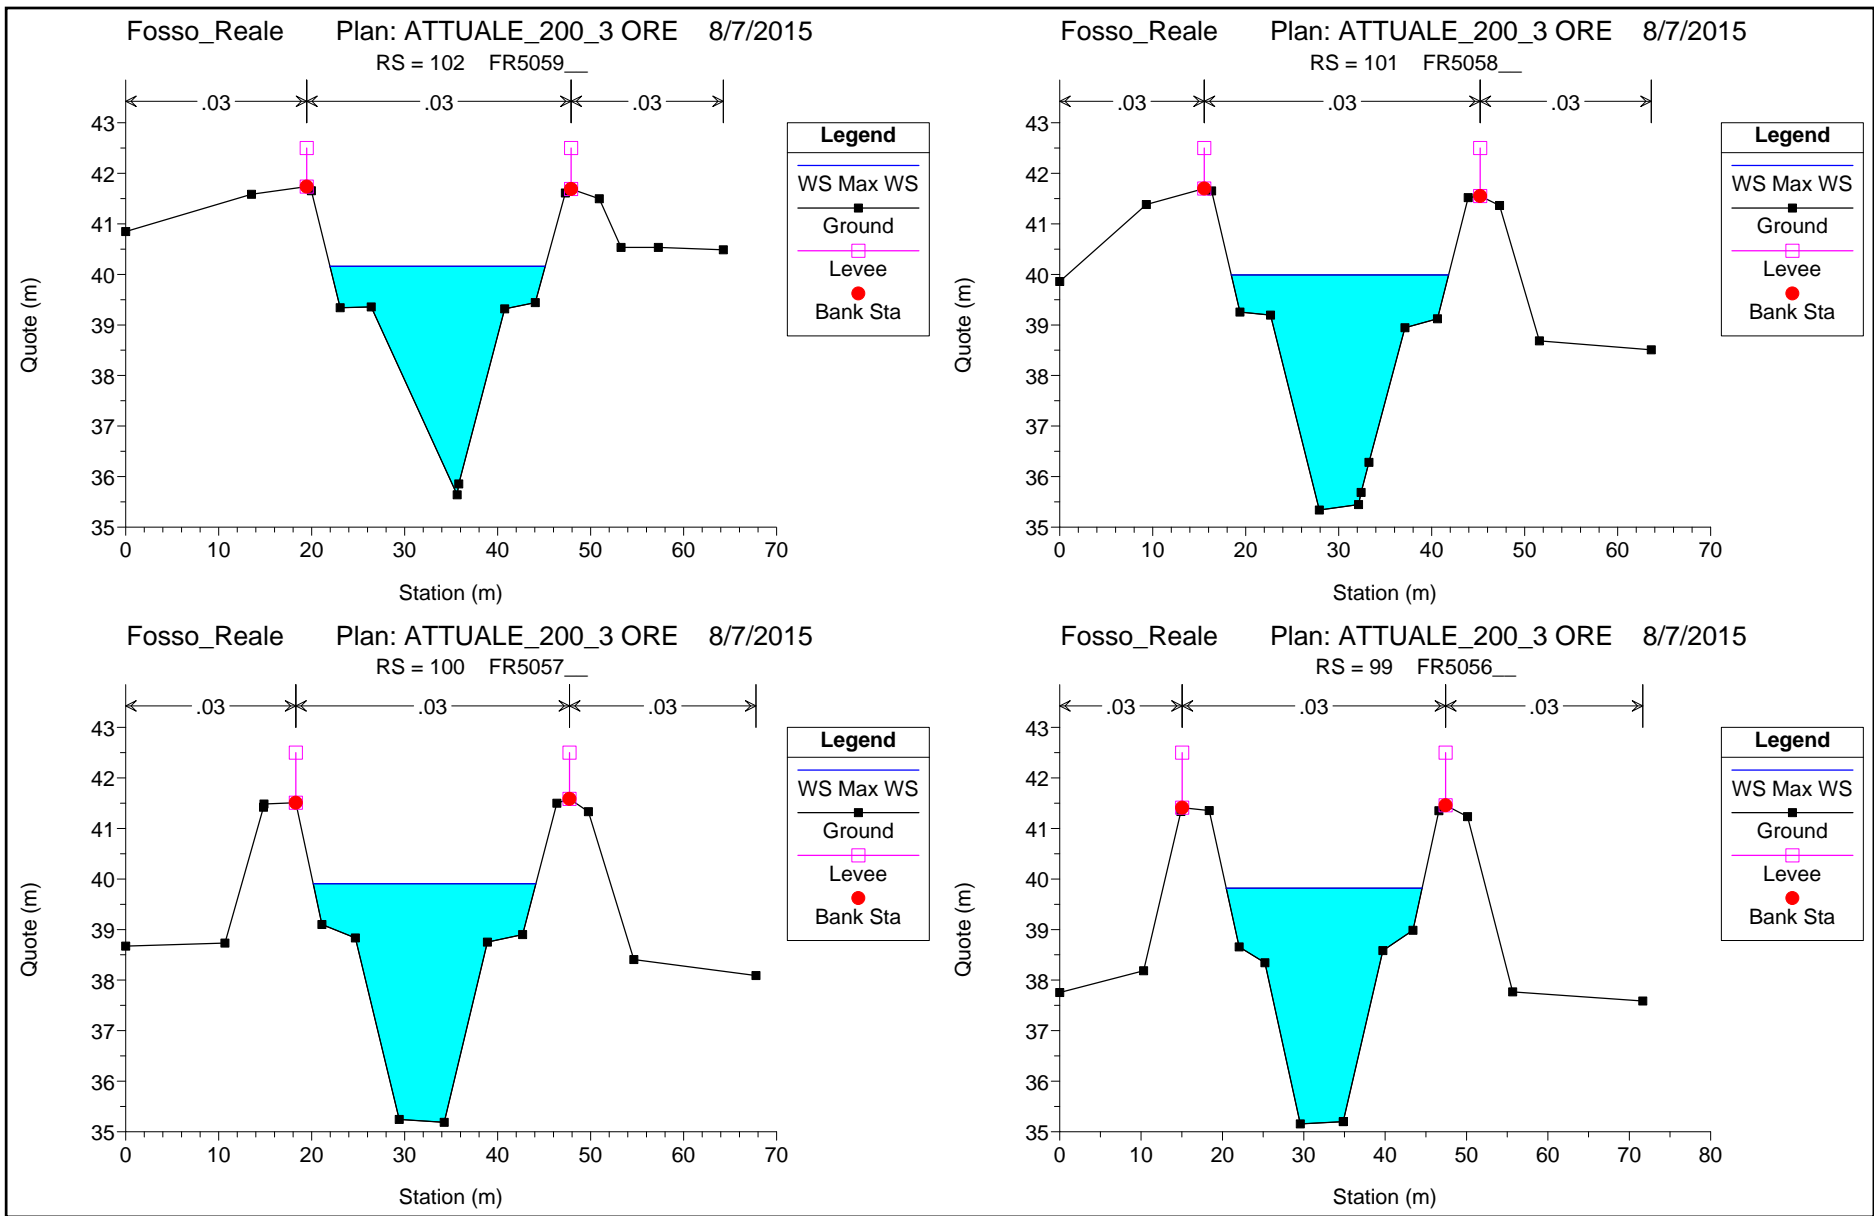 Fosso_Reale Plan: ATTUALE_200_3 ORE 8/7/2015
RS = 102 FR5059__
.03 .03 .03
43
42
41
40
39
38
37
36
35
Quote (m)
0 10 20 30 40 50 60 70
Station (m)
Legend
WS Max WS
Ground
Levee
Bank Sta
Fosso_Reale Plan: ATTUALE_200_3 ORE 8/7/2015
RS = 101 FR5058__
.03 .03 .03
43
42
41
40
39
38
37
36
35
Quote (m)
0 10 20 30 40 50 60 70
Station (m)
Legend
WS Max WS
Ground
Levee
Bank Sta
Fosso_Reale Plan: ATTUALE_200_3 ORE 8/7/2015
RS = 100 FR5057__
.03 .03 .03
43
42
41
40
39
38
37
36
35
Quote (m)
0 10 20 30 40 50 60 70
Station (m)
Legend
WS Max WS
Ground
Levee
Bank Sta
Fosso_Reale Plan: ATTUALE_200_3 ORE 8/7/2015
RS = 99 FR5056__
.03 .03 .03
43
42
41
40
39
38
37
36
35
Quote (m)
0 10 20 30 40 50 60 70 80
Station (m)
Legend
WS Max WS
Ground
Levee
Bank Sta